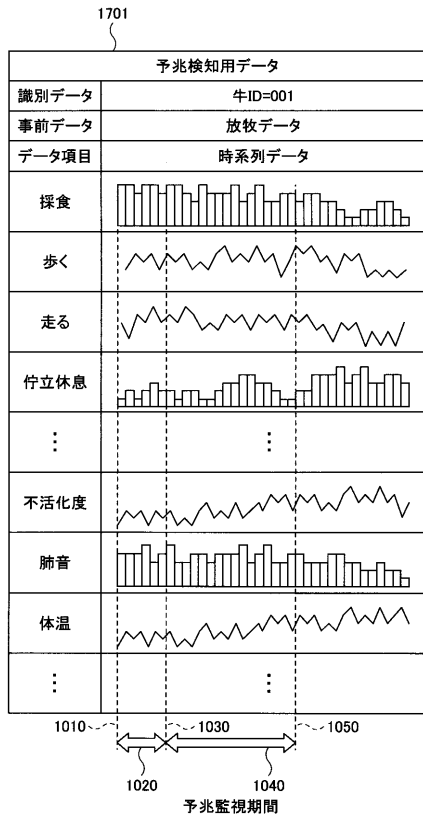 1701
予兆検知用データ
識別データ 牛ID=001
事前データ 放牧データ
データ項目 時系列データ
採食
歩く
走る
佇立休息
⋮ ⋮
不活化度
肺音
体温
⋮ ⋮
1010 1030 1050
1020 1040
予兆監視期間